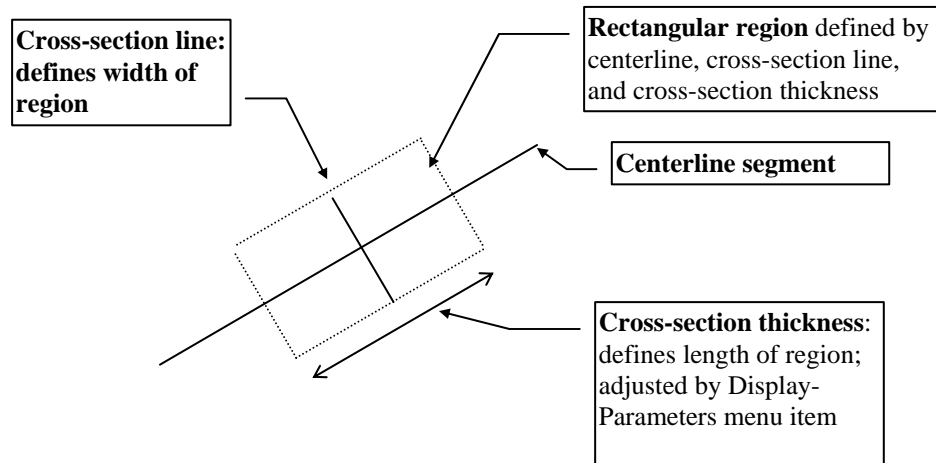 Cross-section line:
defines width of
region
Rectangular region defined by
centerline, cross-section line,
and cross-section thickness
Centerline segment
Cross-section thickness:
defines length of region;
adjusted by Display-
Parameters menu item